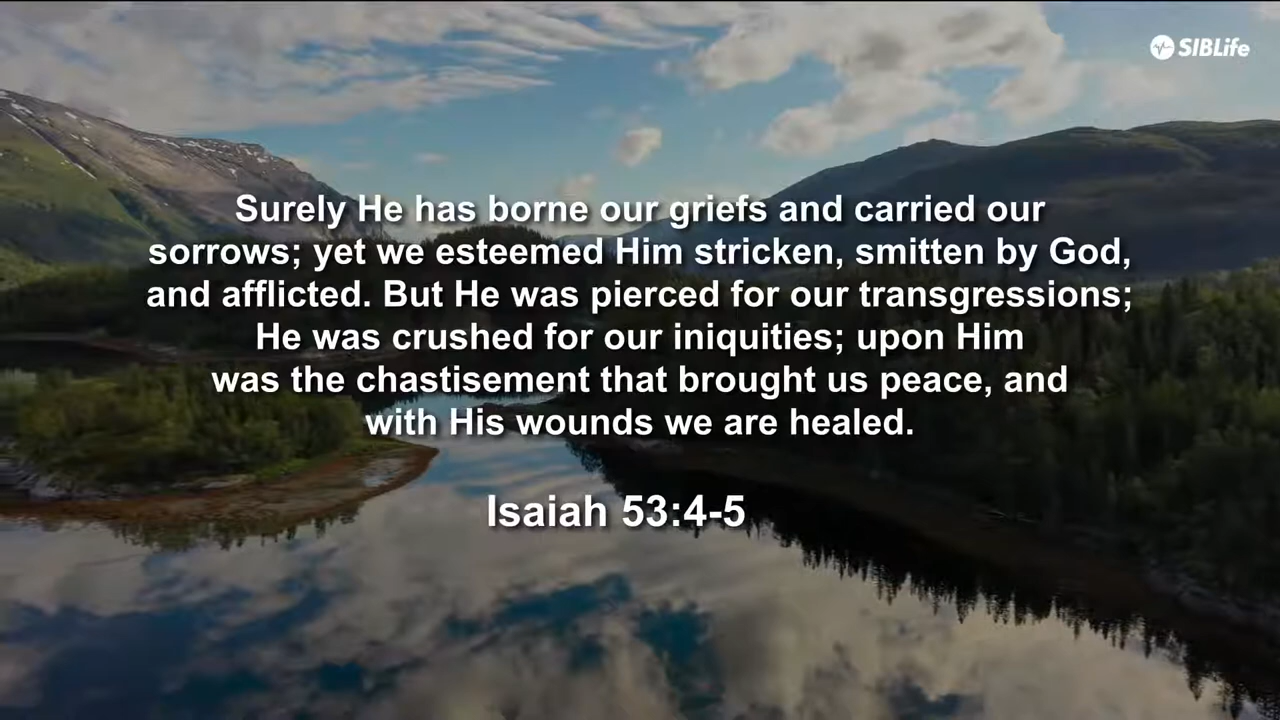 SIBLife
Surely He has borne our griefs and carried our
sorrows; yet we esteemed Him stricken, smitten by God,
and afflicted. But He was pierced for our transgressions;
He was crushed for our iniquities; upon Him
was the chastisement that brought us peace, and
with His wounds we are healed.
Isaiah 53:4-5